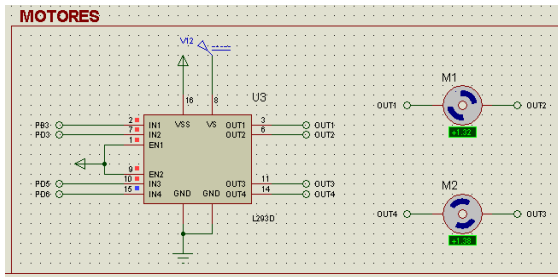 MOTORES
V12
U3
M1
16
8
PB3
2
IN1
VSS
VS
OUT1
3
OUT1
PD3
7
IN2
OUT2
6
OUT2
1
EN1
OUT1
OUT2
+1.32
9
EN2
PD5
10
IN3
OUT3
11
OUT3
PD6
15
IN4
GND
GND
OUT4
14
OUT4
L293D
M2
OUT4
OUT3
+1.38